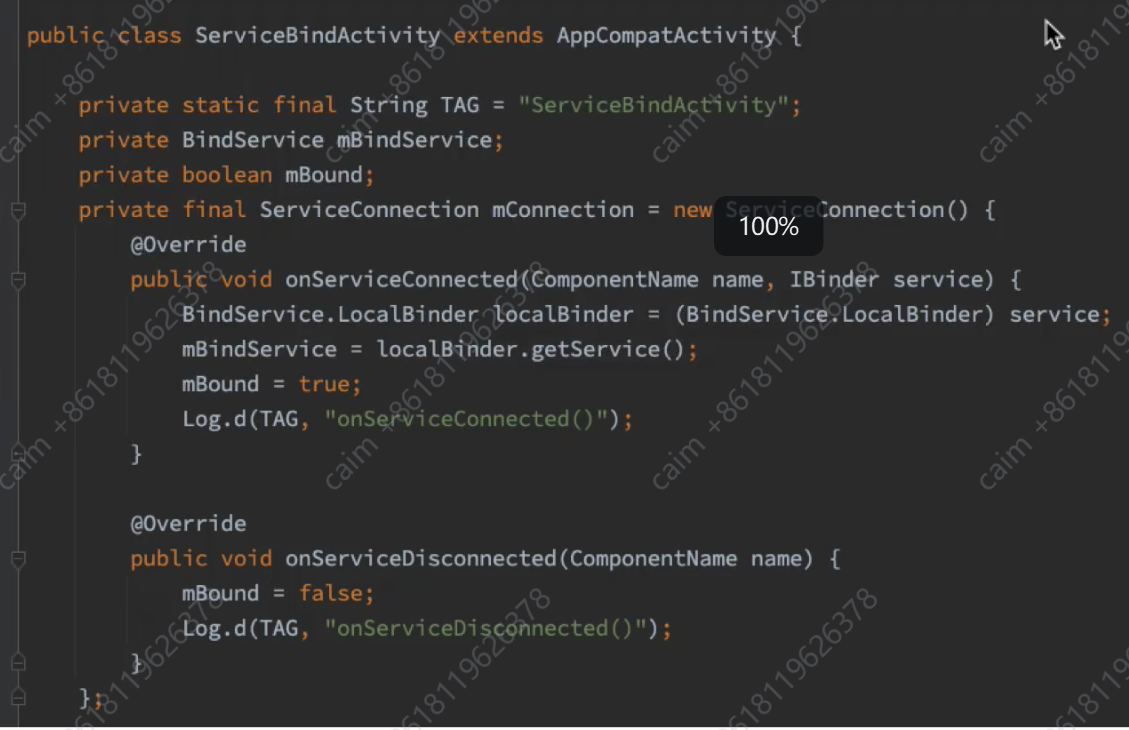 public class ServiceBindActivity extends AppCompatActivity {
private static final String TAG = "ServiceBindActivity";
private BindService mBindService;
private boolean mBound;
private final ServiceConnection mConnection = new ServiceConnection() {
100%
@Override
public void onServiceConnected(ComponentName name, IBinder service) {
BindService.LocalBinder localBinder = (BindService.LocalBinder) service;
mBindService = localBinder.getService();
mBound = true;
Log.d(TAG, "onServiceConnected()");
}
@Override
public void onServiceDisconnected(ComponentName name) {
mBound = false;
Log.d(TAG, "onServiceDisconnected()");
}
};
caim +8618119626378